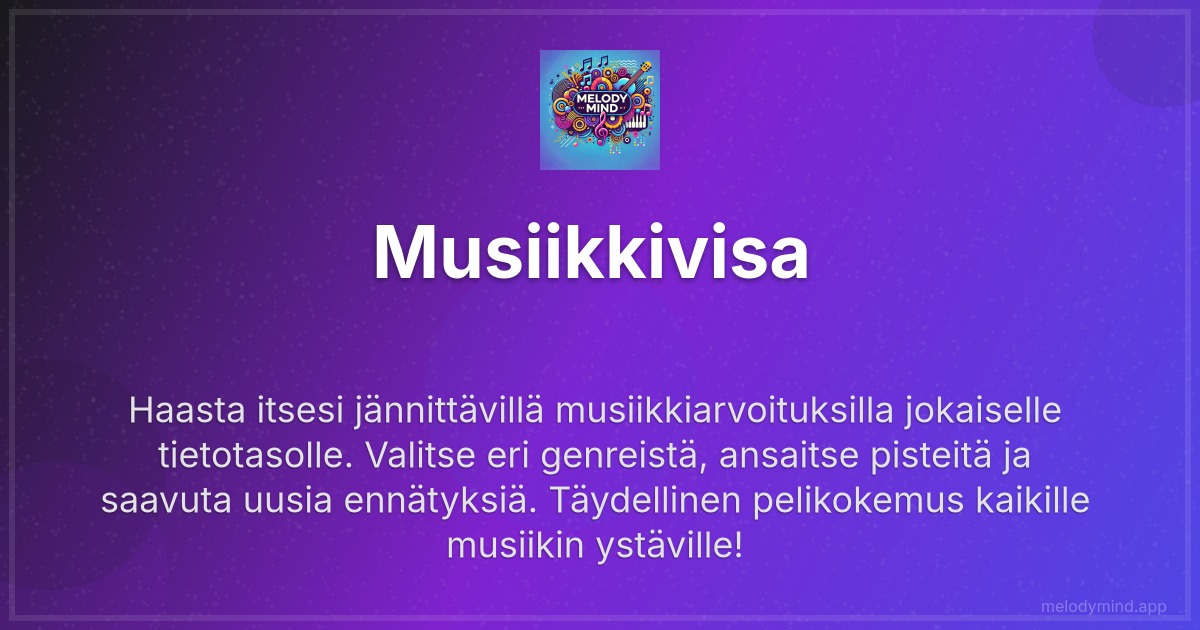 MELODY
MIND
Musiikkivisa
Haasta itsesi jännittävillä musiikkiarvoituksilla jokaiselle
tietotasolle. Valitse eri genreistä, ansaitse pisteitä ja
saavuta uusia ennätyksiä. Täydellinen pelikokemus kaikille
musiikin ystäville!
melodymind.app